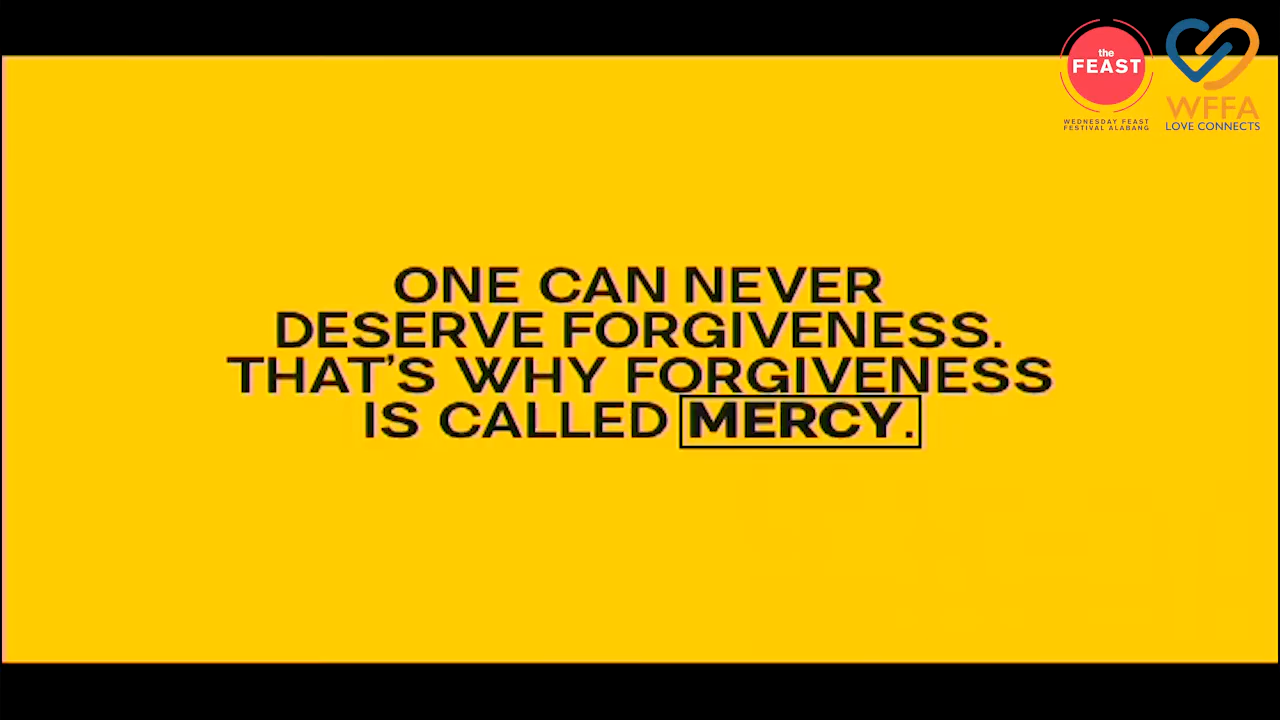 the
FEAST
WEDNESDAY FEAST
FESTIVAL ALABANG
WFFA
LOVE CONNECTS
ONE CAN NEVER
DESERVE FORGIVENESS.
THAT'S WHY FORGIVENESS
IS CALLED MERCY.